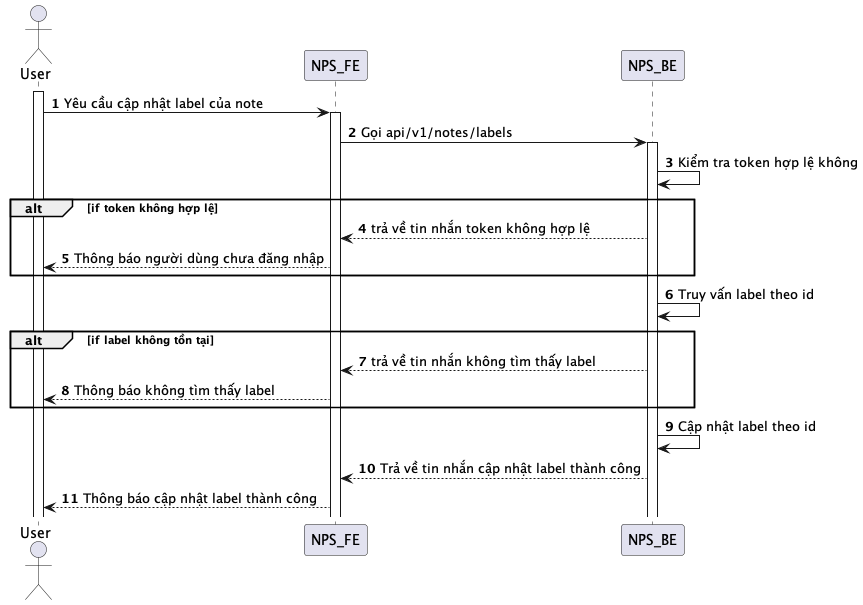 User
NPS_FE
NPS_BE
1 Yêu cầu cập nhật label của note
2 Gọi api/v1/notes/labels
3 Kiểm tra token hợp lệ không
alt [if token không hợp lệ]
4 trả về tin nhắn token không hợp lệ
5 Thông báo người dùng chưa đăng nhập
6 Truy vấn label theo id
alt [if label không tồn tại]
7 trả về tin nhắn không tìm thấy label
8 Thông báo không tìm thấy label
9 Cập nhật label theo id
10 Trả về tin nhắn cập nhật label thành công
11 Thông báo cập nhật label thành công
User
NPS_FE
NPS_BE